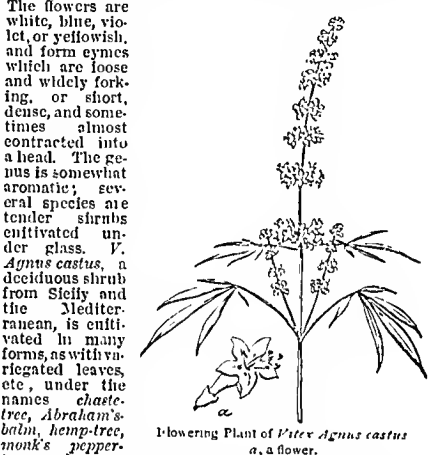 The flowers are
white, blue, vio-
let, or yellowish,
and form cymes
which are loose
and widely fork-
ing, or short,
dense, and some-
times almost
contracted into
a head. The ge-
nus is somewhat
aromatic; sev-
eral species are
tender shrubs
cultivated un-
der glass. V.
Agnus castus, a
deciduous shrub
from Sicily and
the Mediter-
ranean, is culti-
vated in many
forms, as with va-
riegated leaves,
etc, under the
names chaste-
tree, Abraham's-
balm, hemp-tree,
monk's pepper-
a
Flowering Plant of Vitex Agnus castus
a, a flower.